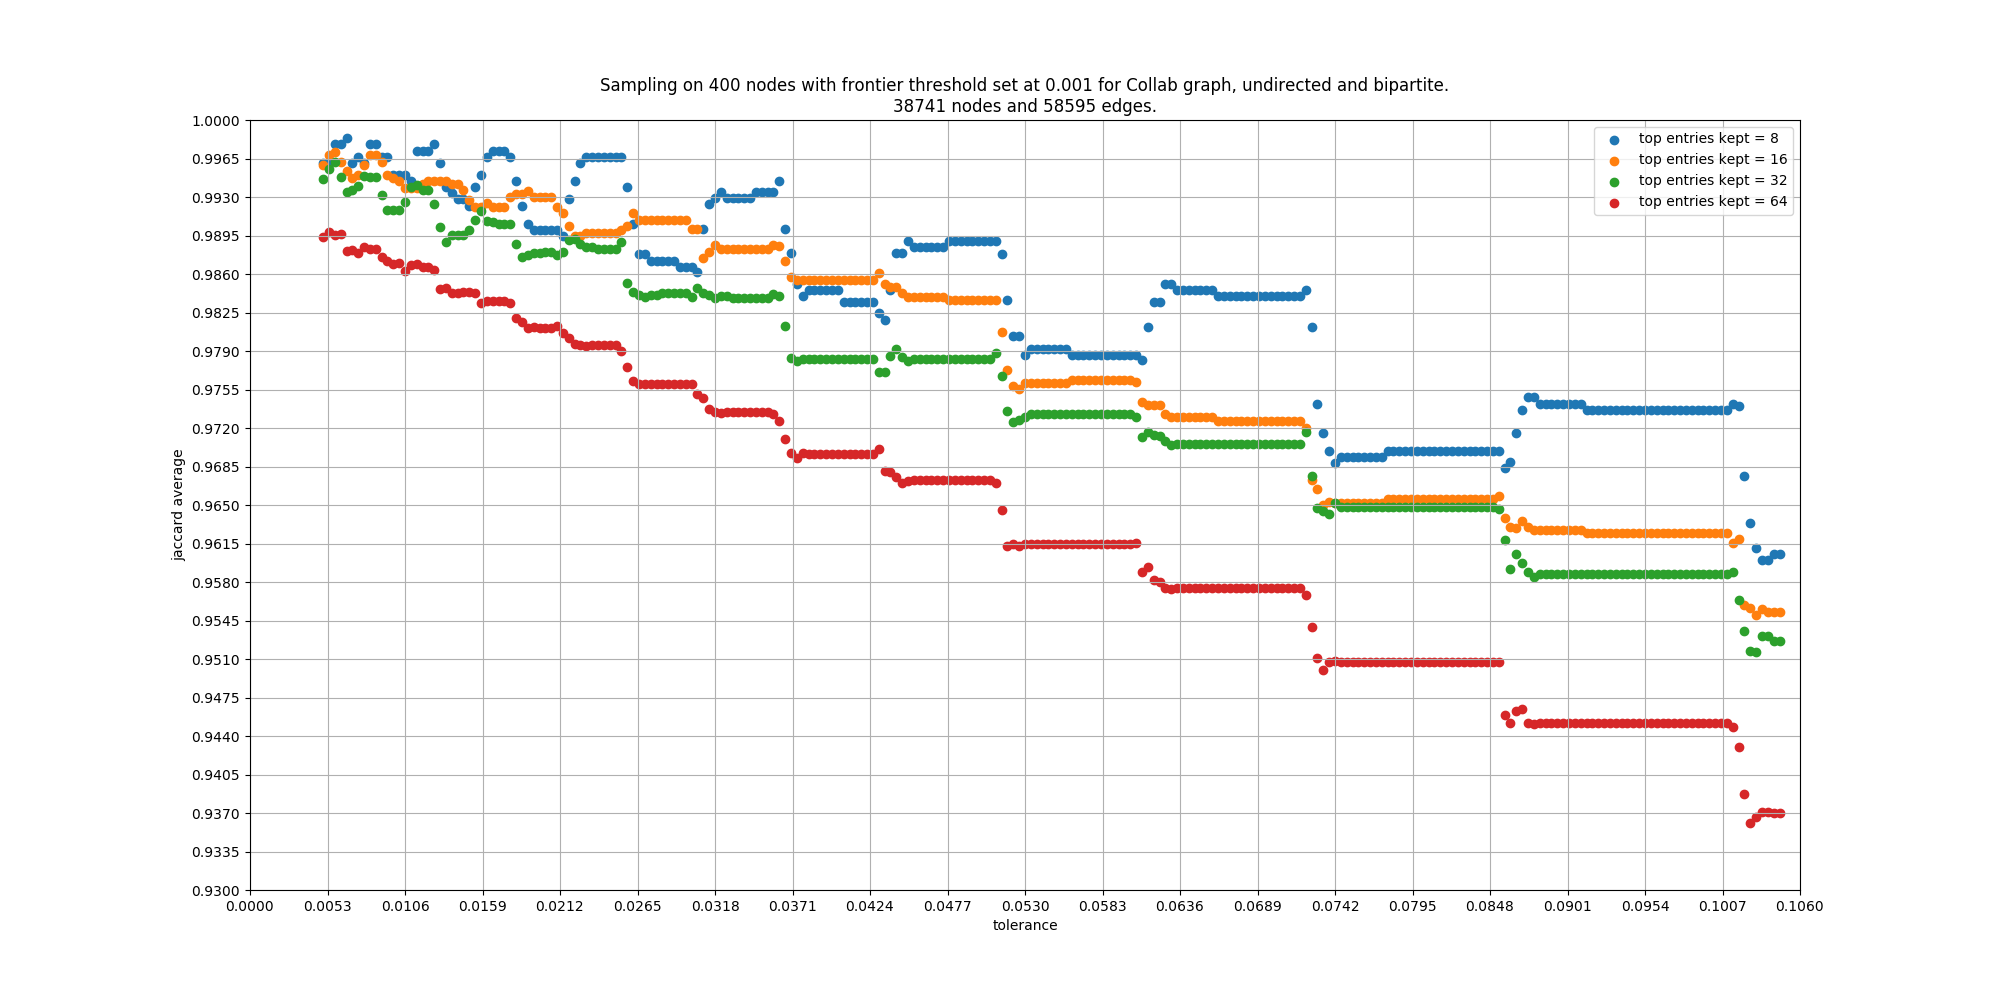 Sampling on 400 nodes with frontier threshold set at 0.001 for Collab graph, undirected and bipartite.
38741 nodes and 58595 edges.
top entries kept = 8
top entries kept = 16
top entries kept = 32
top entries kept = 64
jaccard average
1.0000
0.9965
0.9930
0.9895
0.9860
0.9825
0.9790
0.9755
0.9720
0.9685
0.9650
0.9615
0.9580
0.9545
0.9510
0.9475
0.9440
0.9405
0.9370
0.9335
0.9300
0.0000 0.0053 0.0106 0.0159 0.0212 0.0265 0.0318 0.0371 0.0424 0.0477 0.0530 0.0583 0.0636 0.0689 0.0742 0.0795 0.0848 0.0901 0.0954 0.1007 0.1060
tolerance